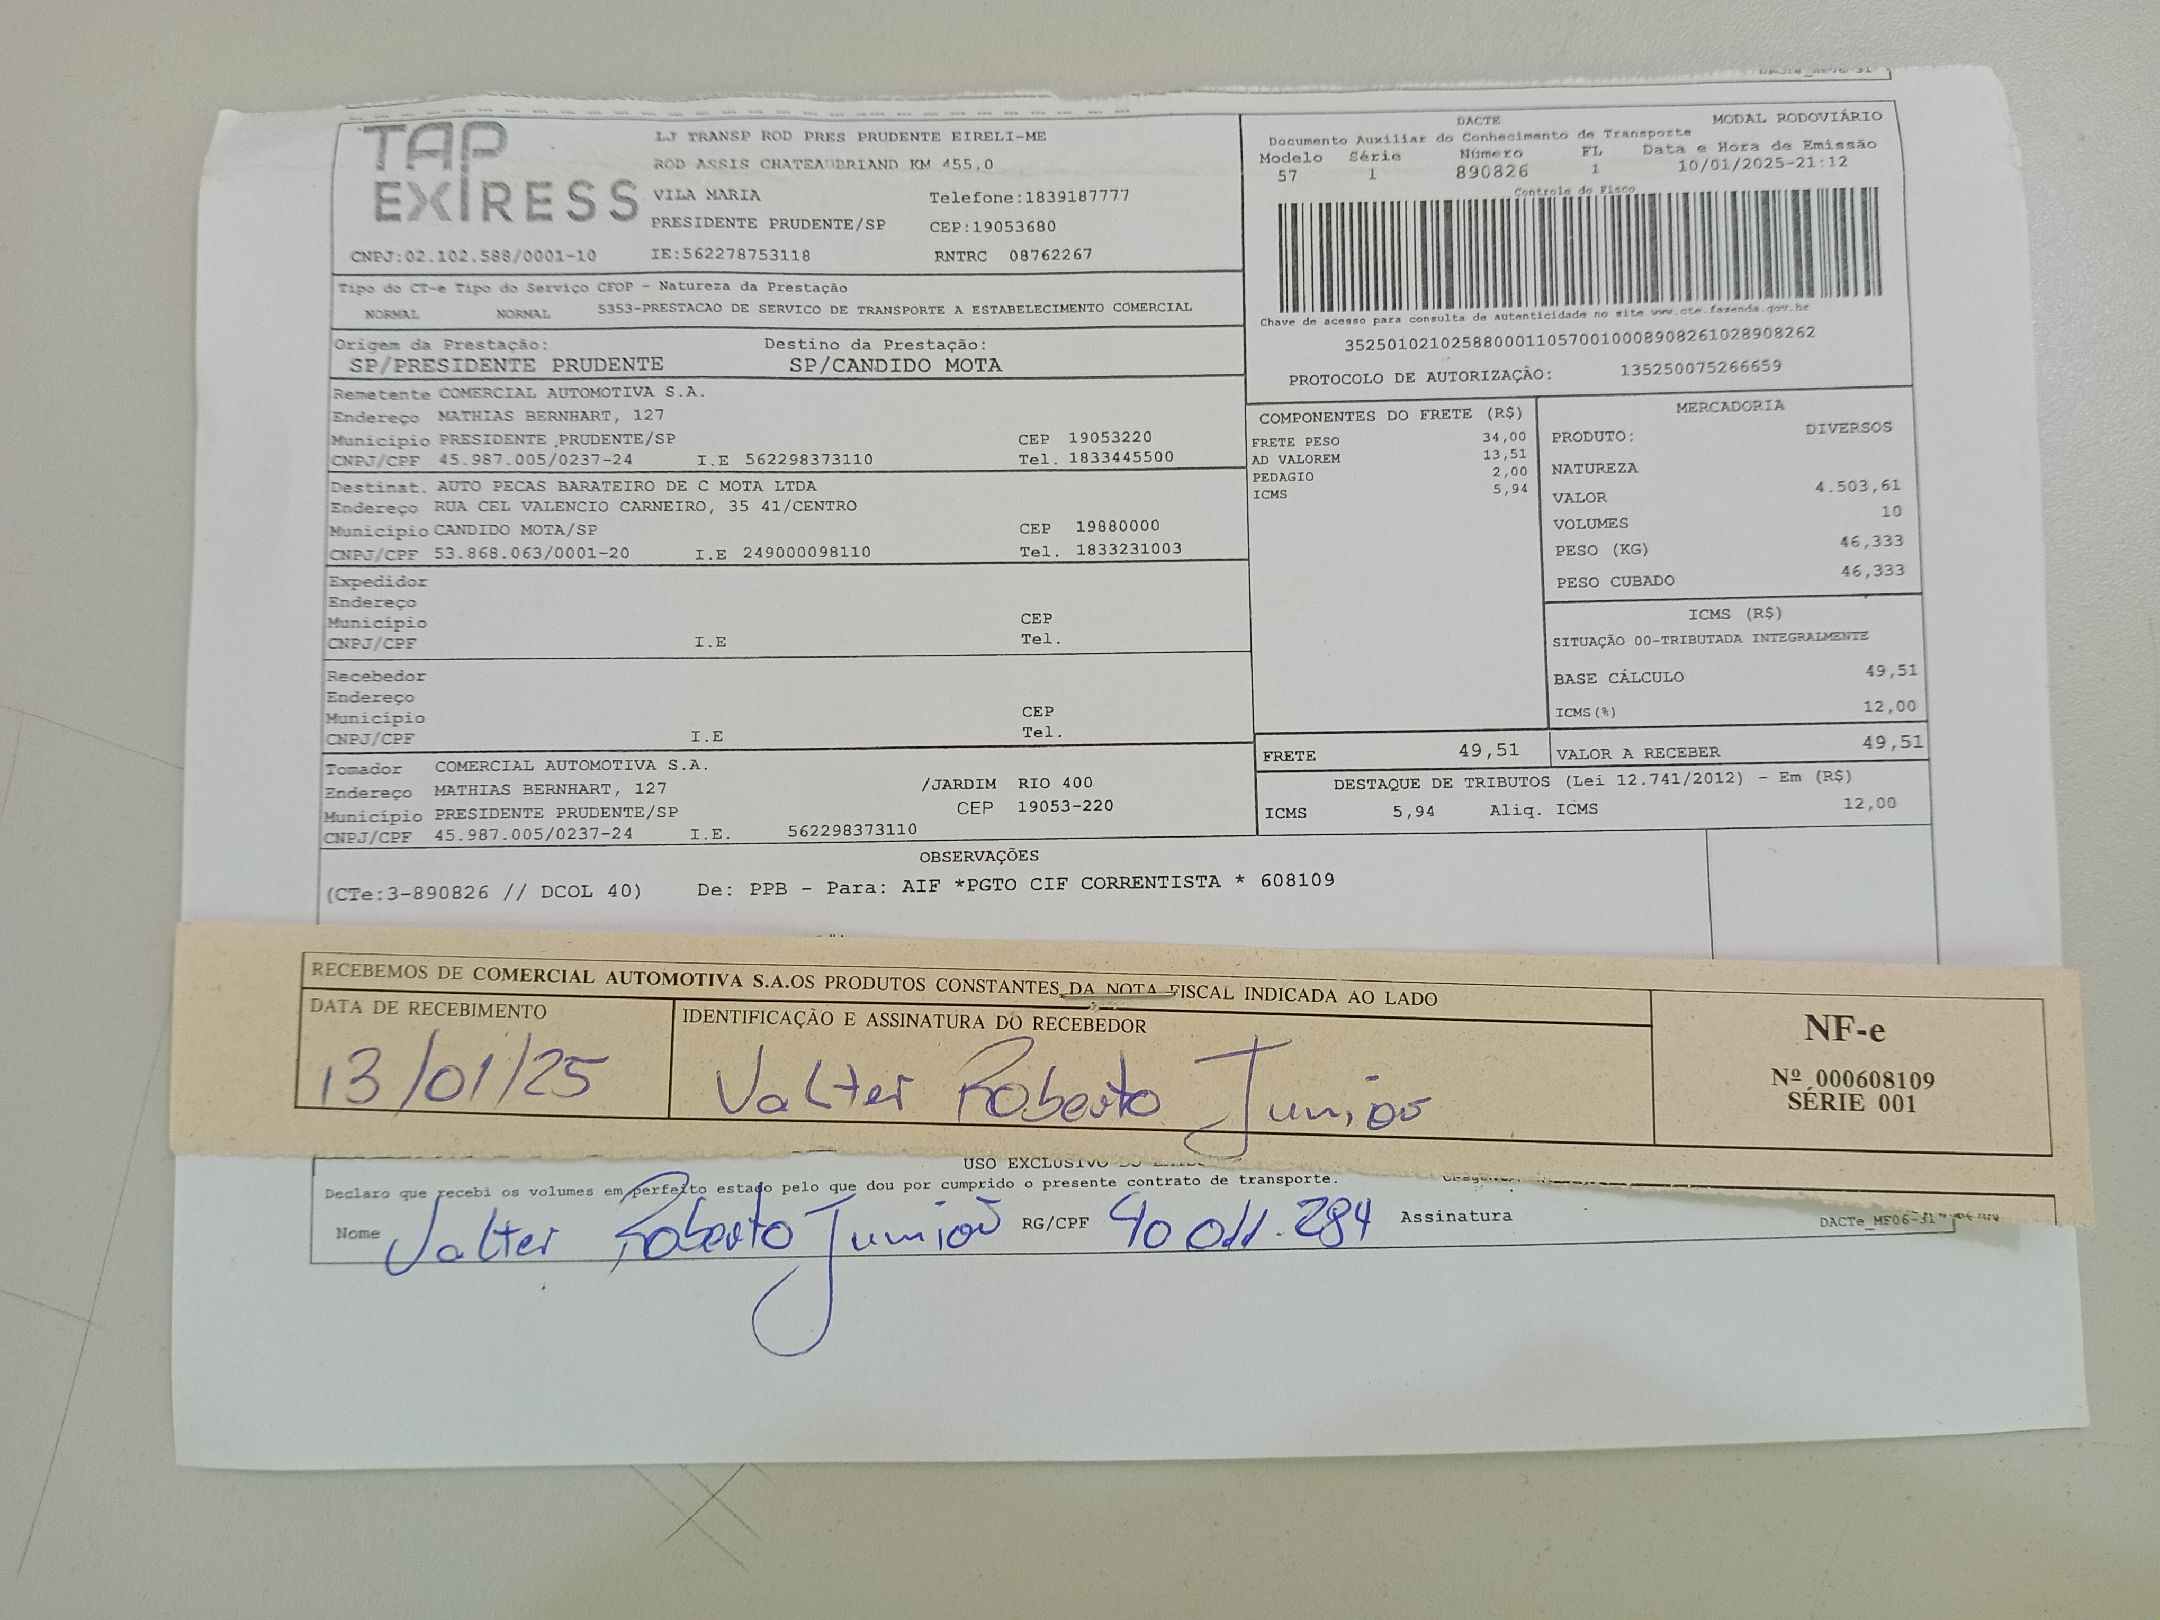 TAP
EXIRESS
LJ TRANSP ROD PRES PRUDENTE EIRELI-ME
ROD ASSIS CHATEAUBRIAND KM 455,0
VILA MARIA Telefone:1839187777
PRESIDENTE PRUDENTE/SP CEP:19053680
CNPJ:02.102.588/0001-10 IE:562278753118 RNTRC 08762267
DACTE MODAL RODOVIÁRIO
Documento Auxiliar do Conhecimento de Transporte
Modelo Série Número FL Data e Hora de Emissão
57 1 890826 1 10/01/2025-21:12
Controle do Fisco
Chave de acesso para consulta de autenticidade no site www.cte.fazenda.gov.br
35250102102588000110570010008908261028908262
PROTOCOLO DE AUTORIZAÇÃO: 135250075266659
Tipo do CT-e Tipo do Serviço CFOP - Natureza da Prestação
NORMAL NORMAL 5353-PRESTACAO DE SERVICO DE TRANSPORTE A ESTABELECIMENTO COMERCIAL
Origem da Prestação: Destino da Prestação:
SP/PRESIDENTE PRUDENTE SP/CANDIDO MOTA
Remetente COMERCIAL AUTOMOTIVA S.A.
Endereço MATHIAS BERNHART, 127
Município PRESIDENTE PRUDENTE/SP CEP 19053220
CNPJ/CPF 45.987.005/0237-24 I.E 562298373110 Tel. 1833445500
Destinat. AUTO PECAS BARATEIRO DE C MOTA LTDA
Endereço RUA CEL VALENCIO CARNEIRO, 35 41/CENTRO
Município CANDIDO MOTA/SP CEP 19880000
CNPJ/CPF 53.868.063/0001-20 I.E 249000098110 Tel. 1833231003
Expedidor
Endereço
Município CEP
CNPJ/CPF I.E Tel.
Recebedor
Endereço
Município CEP
CNPJ/CPF I.E Tel.
Tomador COMERCIAL AUTOMOTIVA S.A.
Endereço MATHIAS BERNHART, 127 /JARDIM RIO 400
Município PRESIDENTE PRUDENTE/SP CEP 19053-220
CNPJ/CPF 45.987.005/0237-24 I.E. 562298373110
COMPONENTES DO FRETE (R$)
FRETE PESO 34,00
AD VALOREM 13,51
PEDAGIO 2,00
ICMS 5,94
MERCADORIA
PRODUTO: DIVERSOS
NATUREZA
VALOR 4.503,61
VOLUMES 10
PESO (KG) 46,333
PESO CUBADO 46,333
ICMS (R$)
SITUAÇÃO 00-TRIBUTADA INTEGRALMENTE
BASE CÁLCULO 49,51
ICMS(%) 12,00
FRETE 49,51 VALOR A RECEBER 49,51
DESTAQUE DE TRIBUTOS (Lei 12.741/2012) - Em (R$)
ICMS 5,94 Aliq. ICMS 12,00
OBSERVAÇÕES
(CTe:3-890826 // DCOL 40) De: PPB - Para: AIF *PGTO CIF CORRENTISTA * 608109
RECEBEMOS DE COMERCIAL AUTOMOTIVA S.A.OS PRODUTOS CONSTANTES DA NOTA FISCAL INDICADA AO LADO
DATA DE RECEBIMENTO IDENTIFICAÇÃO E ASSINATURA DO RECEBEDOR
13/01/25 Valter Roberto Junior
NF-e
Nº 000608109
SÉRIE 001
USO EXCLUSIVO
Declaro que recebi os volumes em perfeito estado pelo que dou por cumprido o presente contrato de transporte.
Nome Valter Roberto Junior RG/CPF 40 011.284 Assinatura
DACTe_MF06-31